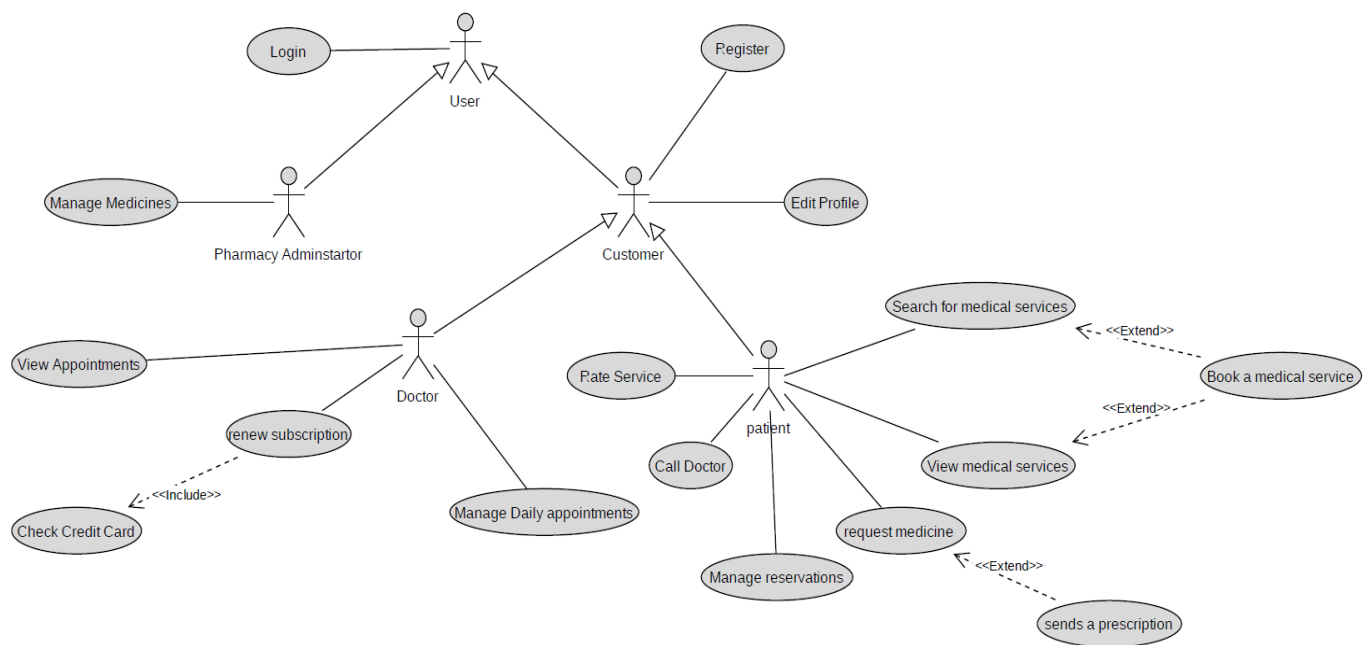 Login
User
Register
Manage Medicines
Pharmacy Adminstartor
Customer
Edit Profile
View Appointments
Doctor
renew subscription
<<Include>>
Check Credit Card
Manage Daily appointments
Rate Service
patient
Call Doctor
Manage reservations
Search for medical services
<<Extend>>
Book a medical service
<<Extend>>
View medical services
request medicine
<<Extend>>
sends a prescription